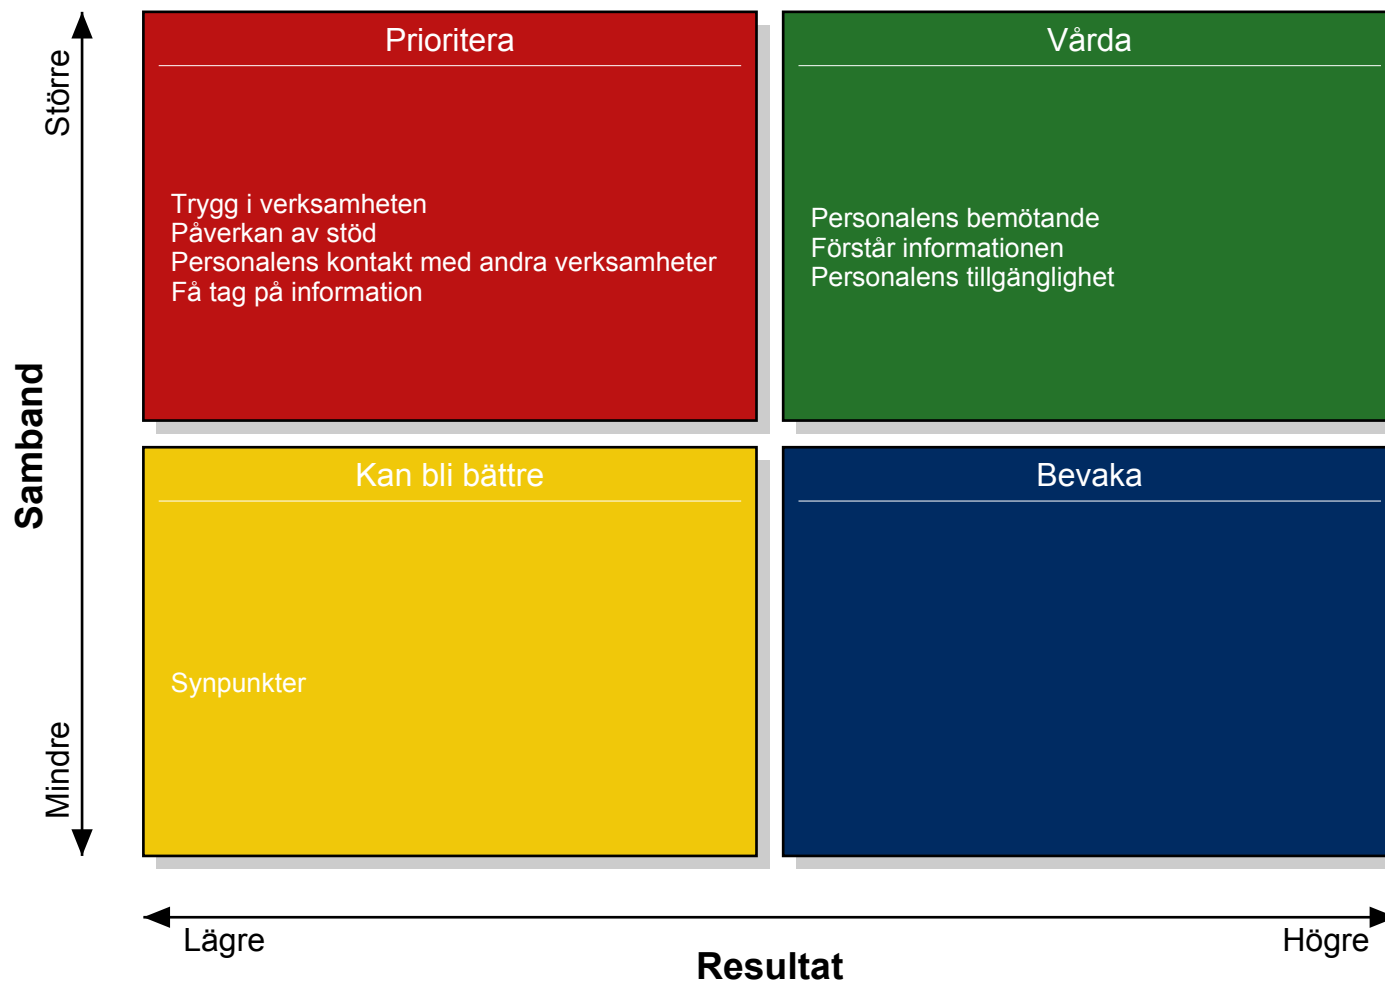 Större
Samband
Mindre
Prioritera
Trygg i verksamheten
Påverkan av stöd
Personalens kontakt med andra verksamheter
Få tag på information
Vårda
Personalens bemötande
Förstår informationen
Personalens tillgänglighet
Kan bli bättre
Synpunkter
Bevaka
Lägre
Högre
Resultat